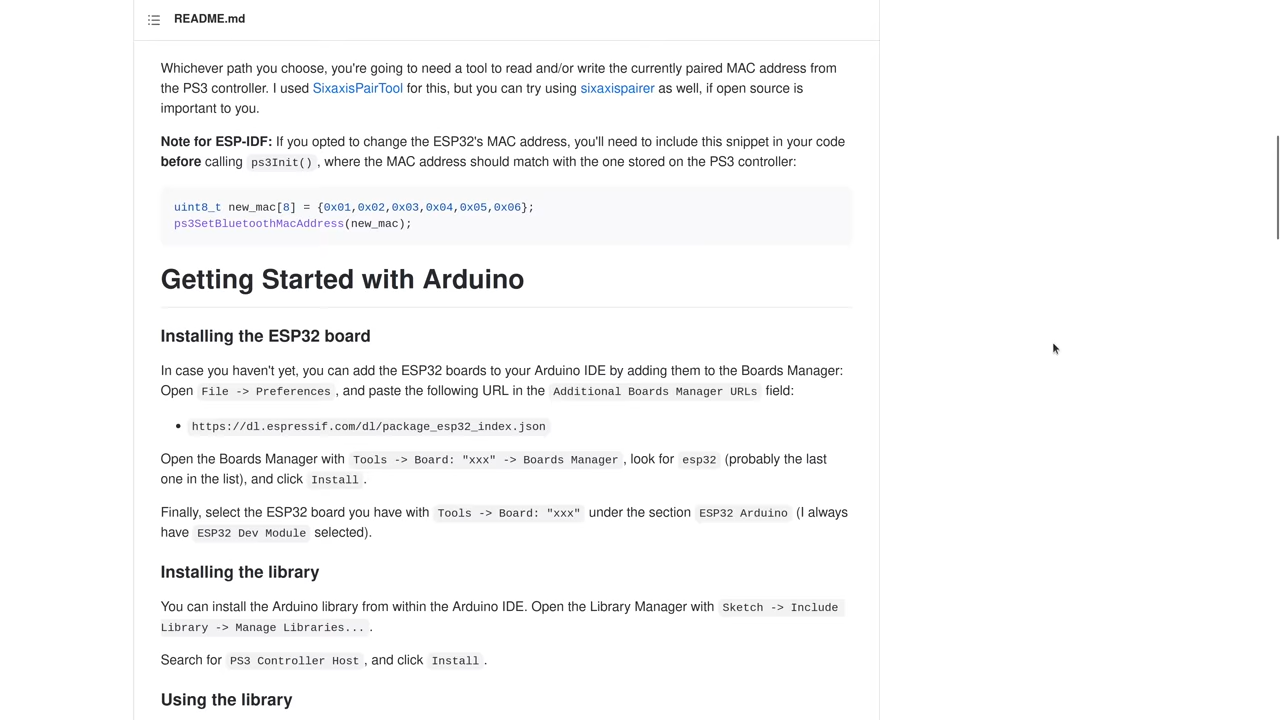 README.md
Whichever path you choose, you're going to need a tool to read and/or write the currently paired MAC address from
the PS3 controller. I used SixaxisPairTool for this, but you can try using sixaxispairer as well, if open source is
important to you.
Note for ESP-IDF: If you opted to change the ESP32's MAC address, you'll need to include this snippet in your code
before calling ps3Init() , where the MAC address should match with the one stored on the PS3 controller:
uint8_t new_mac[8] = {0x01,0x02,0x03,0x04,0x05,0x06};
ps3SetBluetoothMacAddress(new_mac);
Getting Started with Arduino
Installing the ESP32 board
In case you haven't yet, you can add the ESP32 boards to your Arduino IDE by adding them to the Boards Manager:
Open File -> Preferences , and paste the following URL in the Additional Boards Manager URLs field:
• https://dl.espressif.com/dl/package_esp32_index.json
Open the Boards Manager with Tools -> Board: "xxx" -> Boards Manager , look for esp32 (probably the last
one in the list), and click Install .
Finally, select the ESP32 board you have with Tools -> Board: "xxx" under the section ESP32 Arduino (I always
have ESP32 Dev Module selected).
Installing the library
You can install the Arduino library from within the Arduino IDE. Open the Library Manager with Sketch -> Include
Library -> Manage Libraries... .
Search for PS3 Controller Host , and click Install .
Using the library